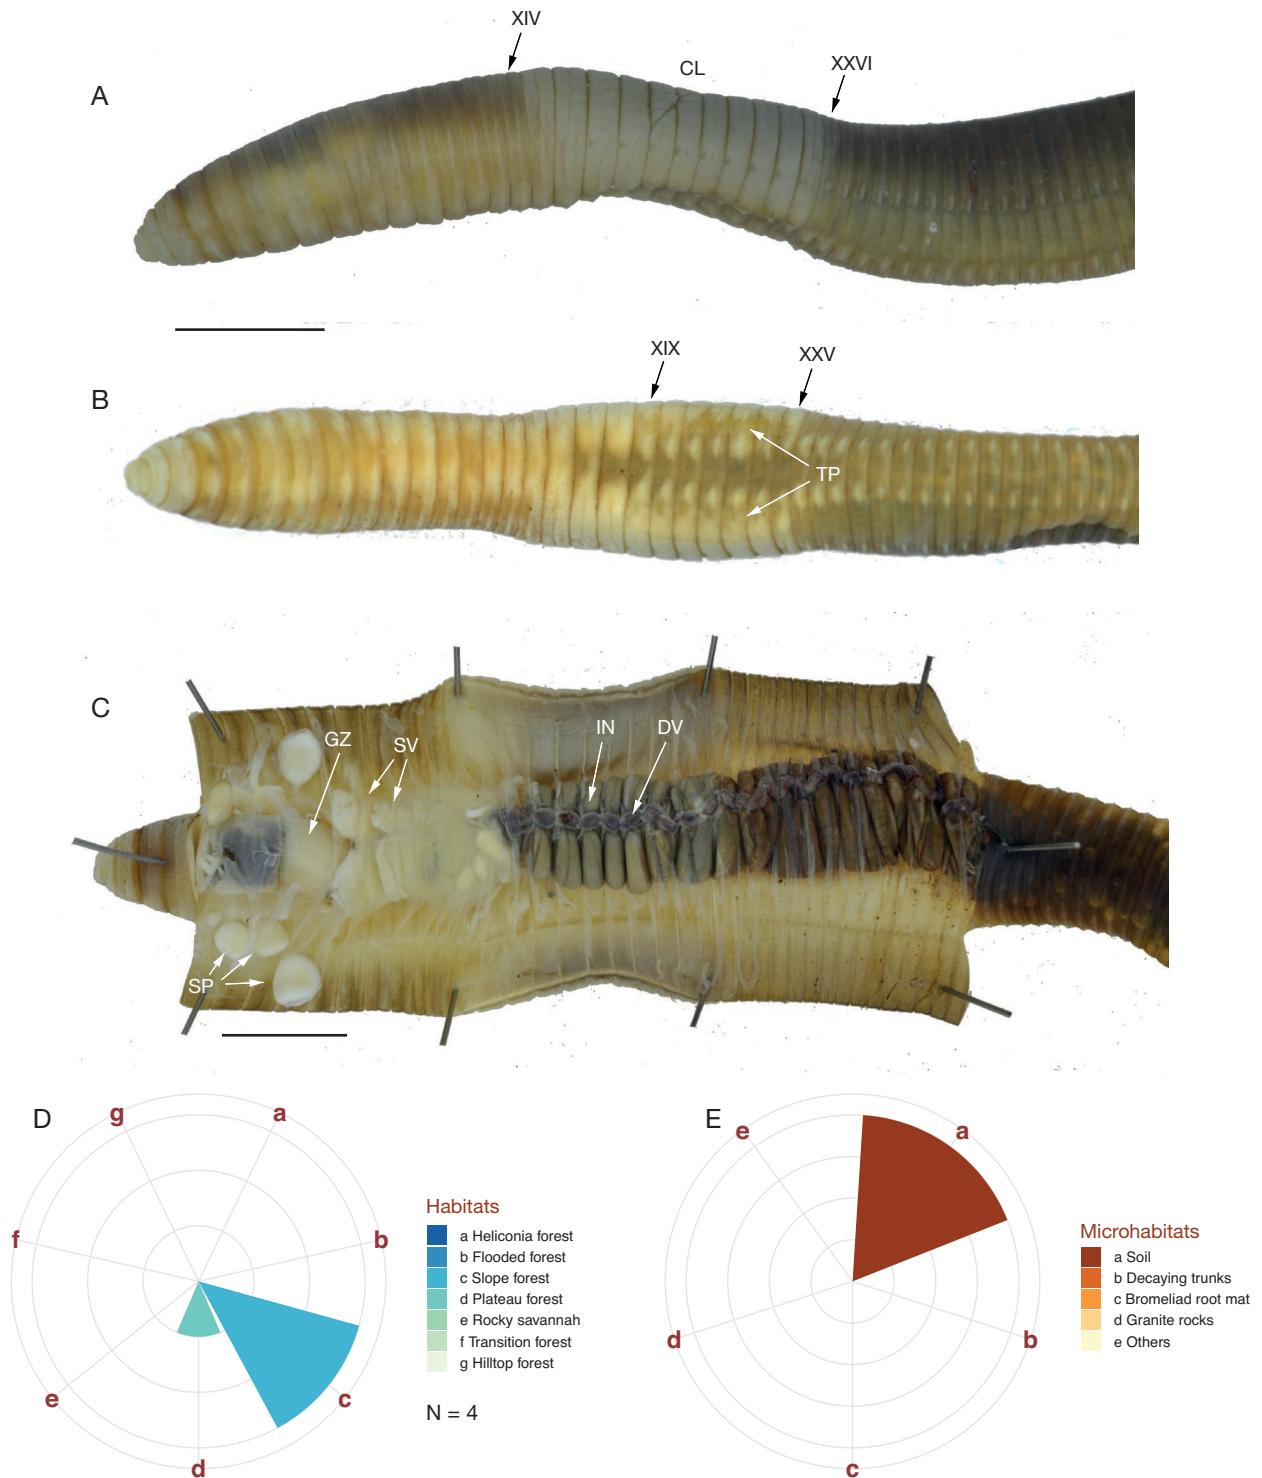 XIV
CL
XXVI
A
XIX
XXV
B
TP
C
GZ
SV
IN
DV
SP
D
g
a
f
b
e
c
d
Habitats
a Heliconia forest
b Flooded forest
c Slope forest
d Plateau forest
e Rocky savannah
f Transition forest
g Hilltop forest
N = 4
E
e
a
d
b
c
Microhabitats
a Soil
b Decaying trunks
c Bromeliad root mat
d Granite rocks
e Others